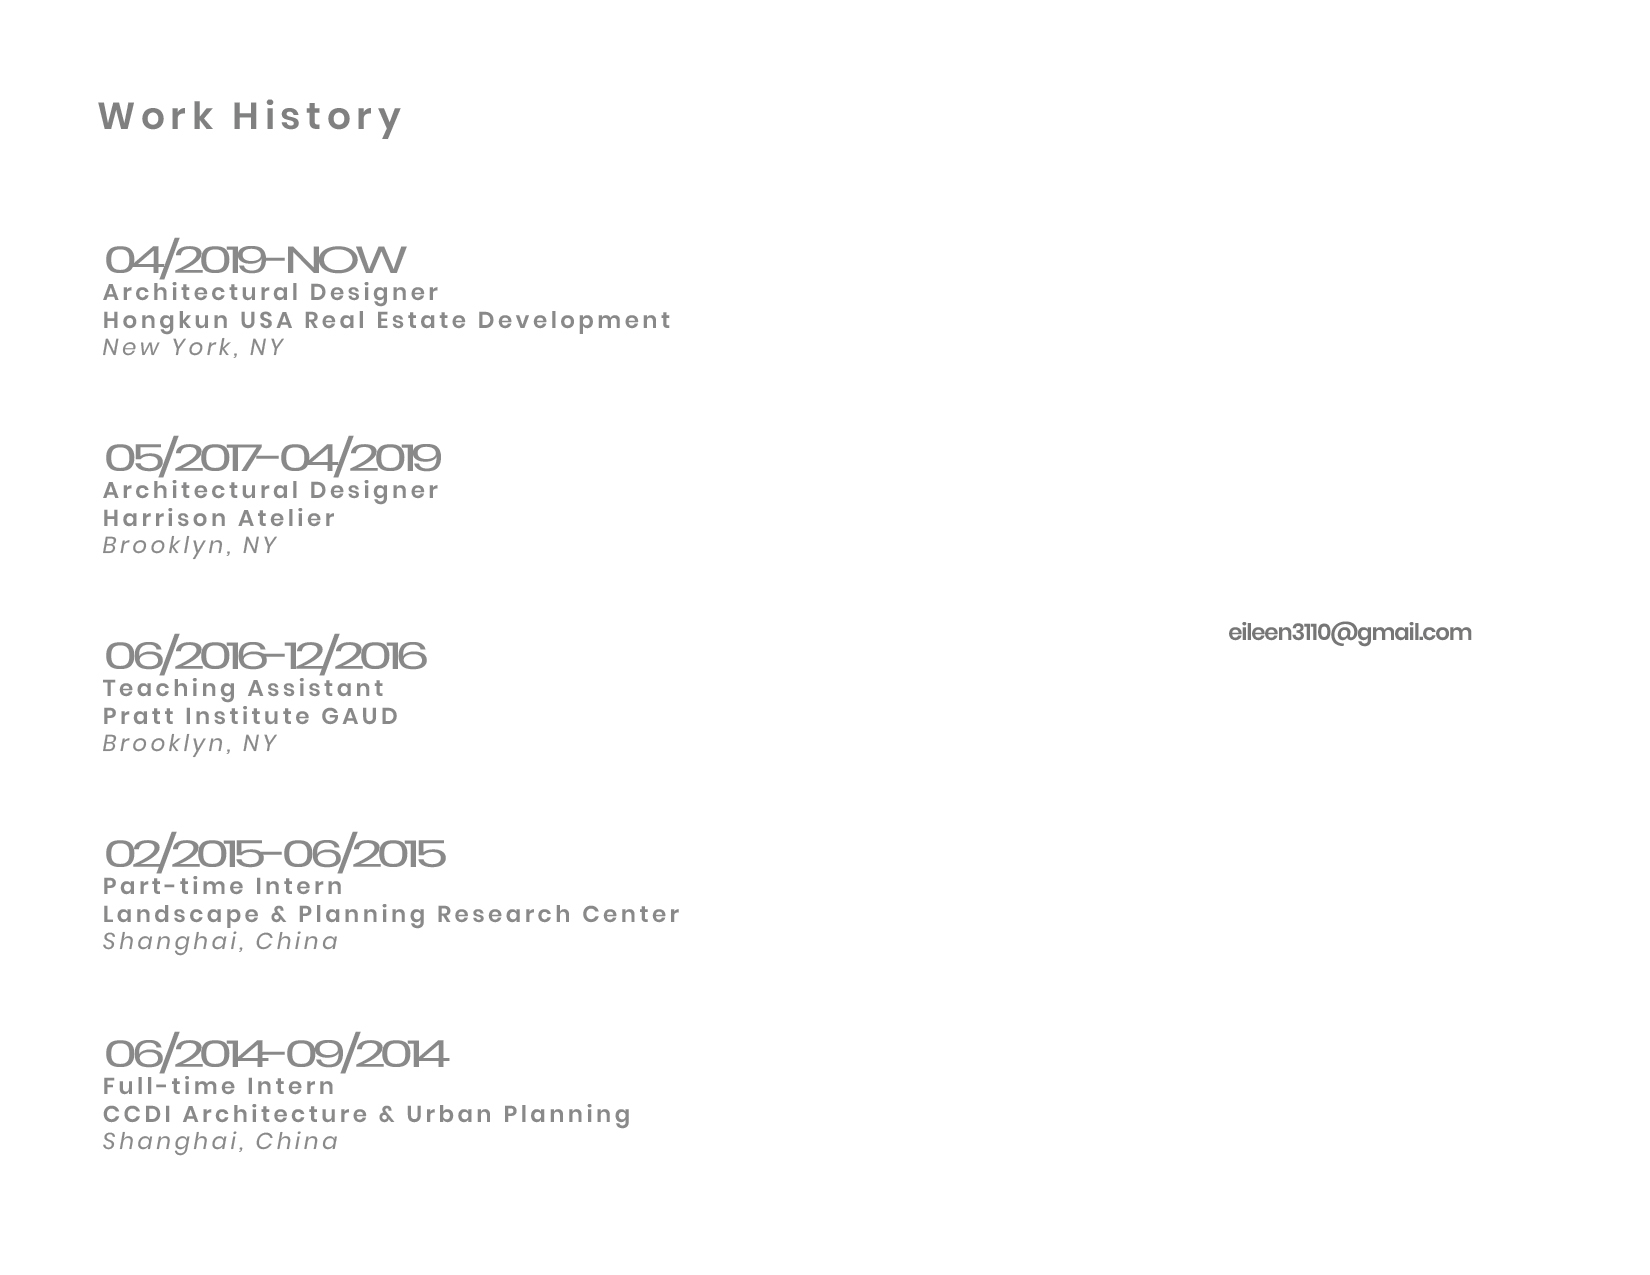 Work History
04/2019-NOW
Architectural Designer
Hongkun USA Real Estate Development
New York, NY
05/2017-04/2019
Architectural Designer
Harrison Atelier
Brooklyn, NY
06/2016-12/2016
Teaching Assistant
Pratt Institute GAUD
Brooklyn, NY
02/2015-06/2015
Part-time Intern
Landscape & Planning Research Center
Shanghai, China
06/2014-09/2014
Full-time Intern
CCDI Architecture & Urban Planning
Shanghai, China
eileen3110@gmail.com